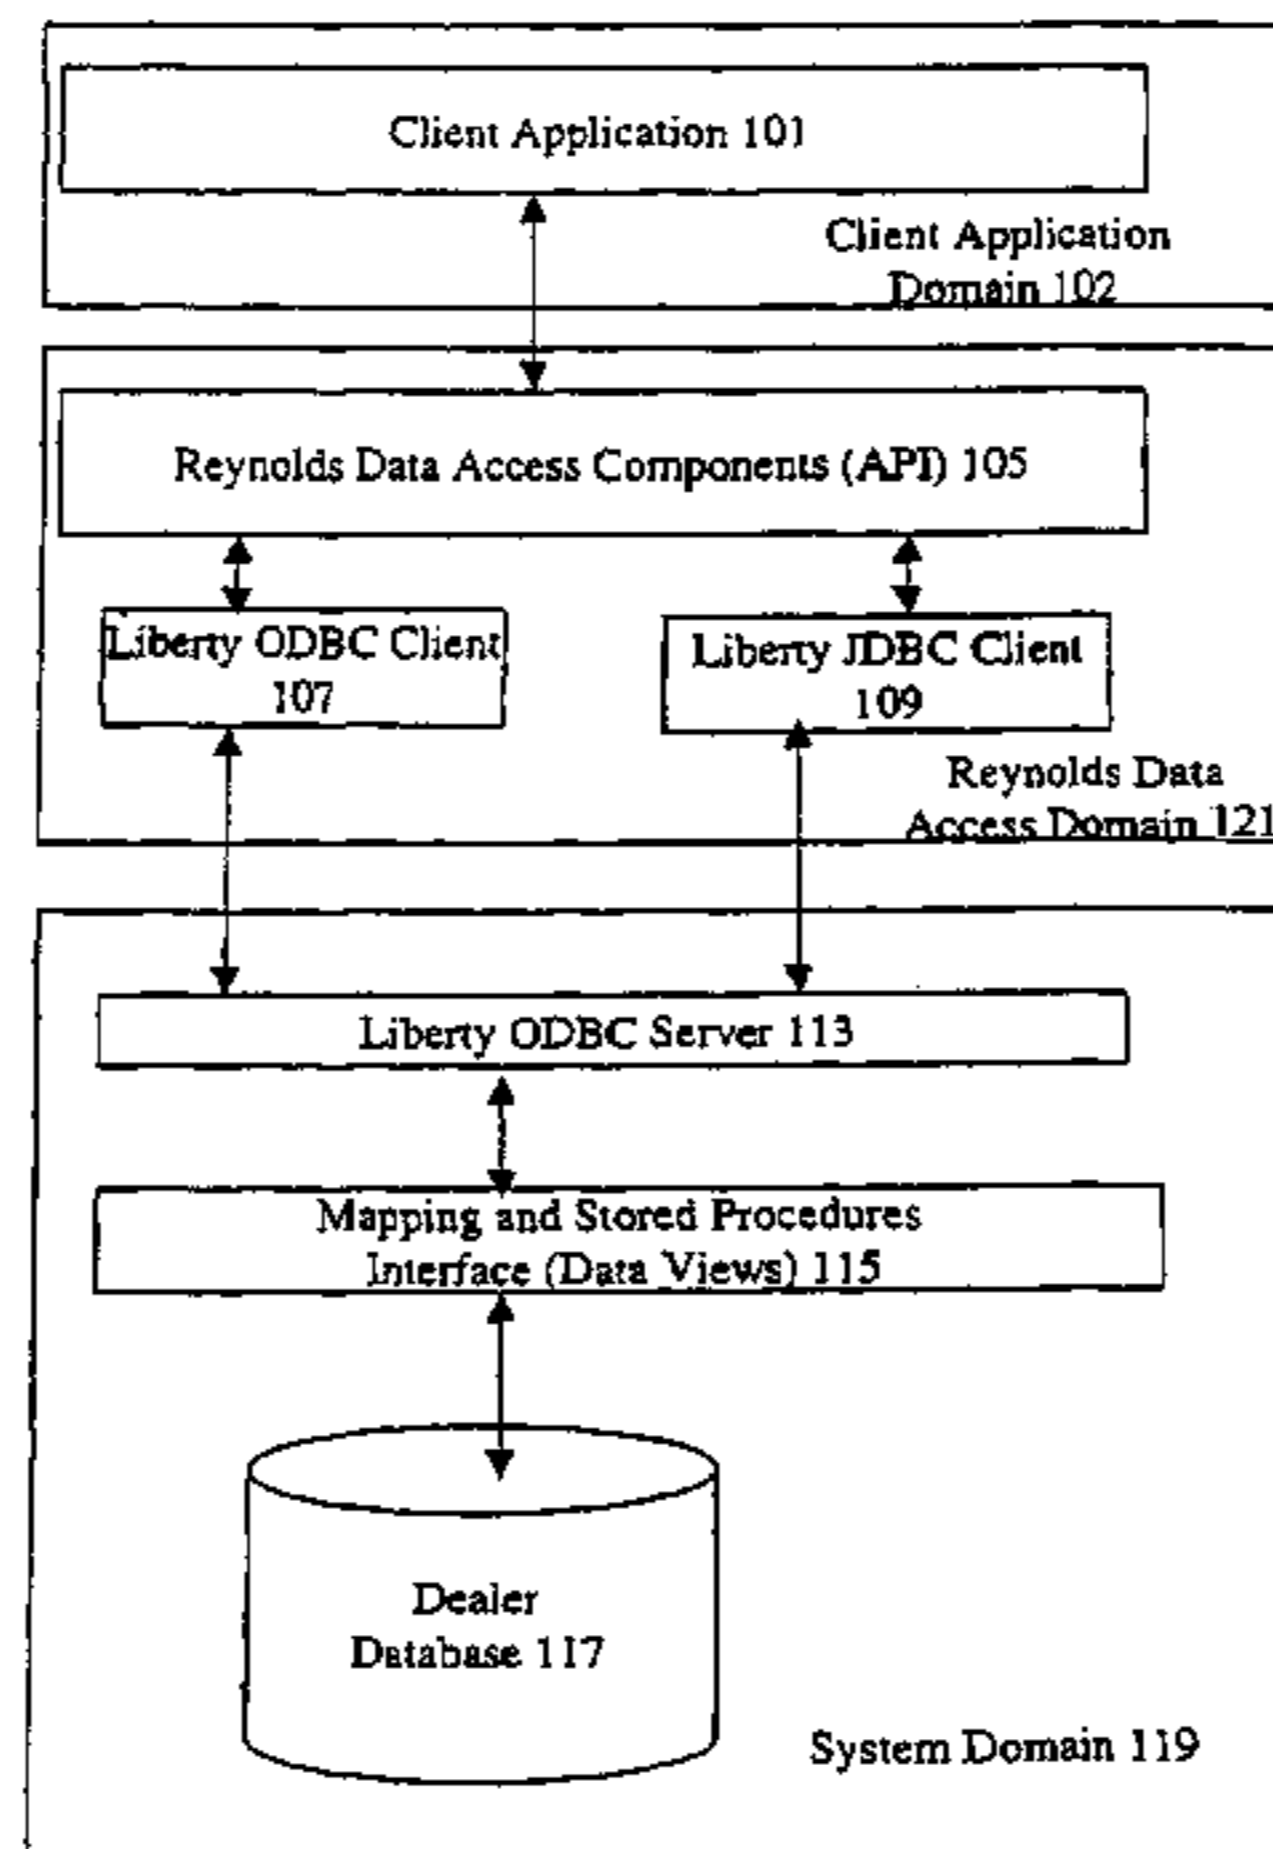 Client Application 101
Client Application
Domain 102
Reynolds Data Access Components (API) 105
Liberty ODBC Client
107
Liberty JDBC Client
109
Reynolds Data
Access Domain 121
Liberty ODBC Server 113
Mapping and Stored Procedures
Interface (Data Views) 115
Dealer
Database 117
System Domain 119